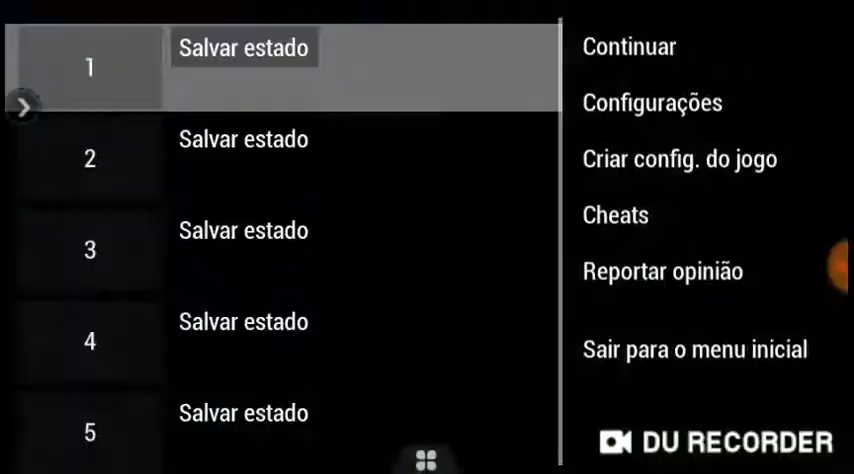 1 Salvar estado
2 Salvar estado
3 Salvar estado
4 Salvar estado
5 Salvar estado
Continuar
Configurações
Criar config. do jogo
Cheats
Reportar opinião
Sair para o menu inicial
DU RECORDER